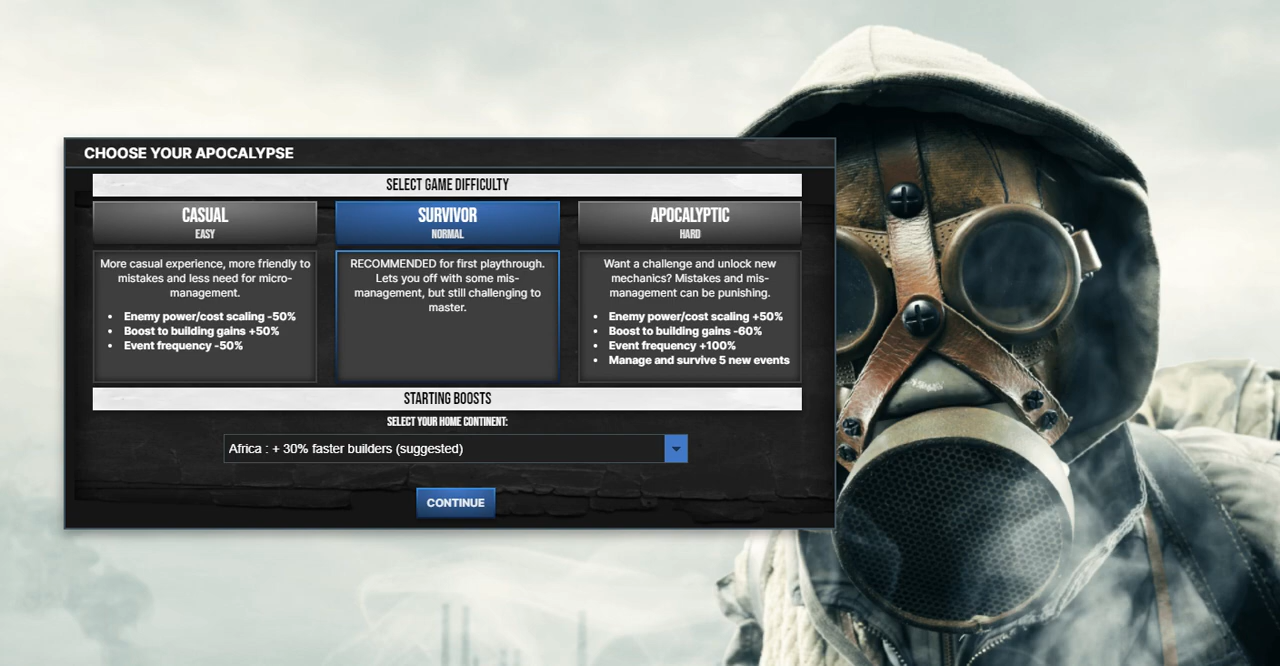 CHOOSE YOUR APOCALYPSE
SELECT GAME DIFFICULTY
CASUAL
EASY
More casual experience, more friendly to
mistakes and less need for micro-
management.
• Enemy power/cost scaling -50%
• Boost to building gains +50%
• Event frequency -50%
SURVIVOR
NORMAL
RECOMMENDED for first playthrough.
Lets you off with some mis-
management, but still challenging to
master.
APOCALYPTIC
HARD
Want a challenge and unlock new
mechanics? Mistakes and mis-
management can be punishing.
• Enemy power/cost scaling +50%
• Boost to building gains -60%
• Event frequency +100%
• Manage and survive 5 new events
STARTING BOOSTS
SELECT YOUR HOME CONTINENT:
Africa : + 30% faster builders (suggested)
CONTINUE